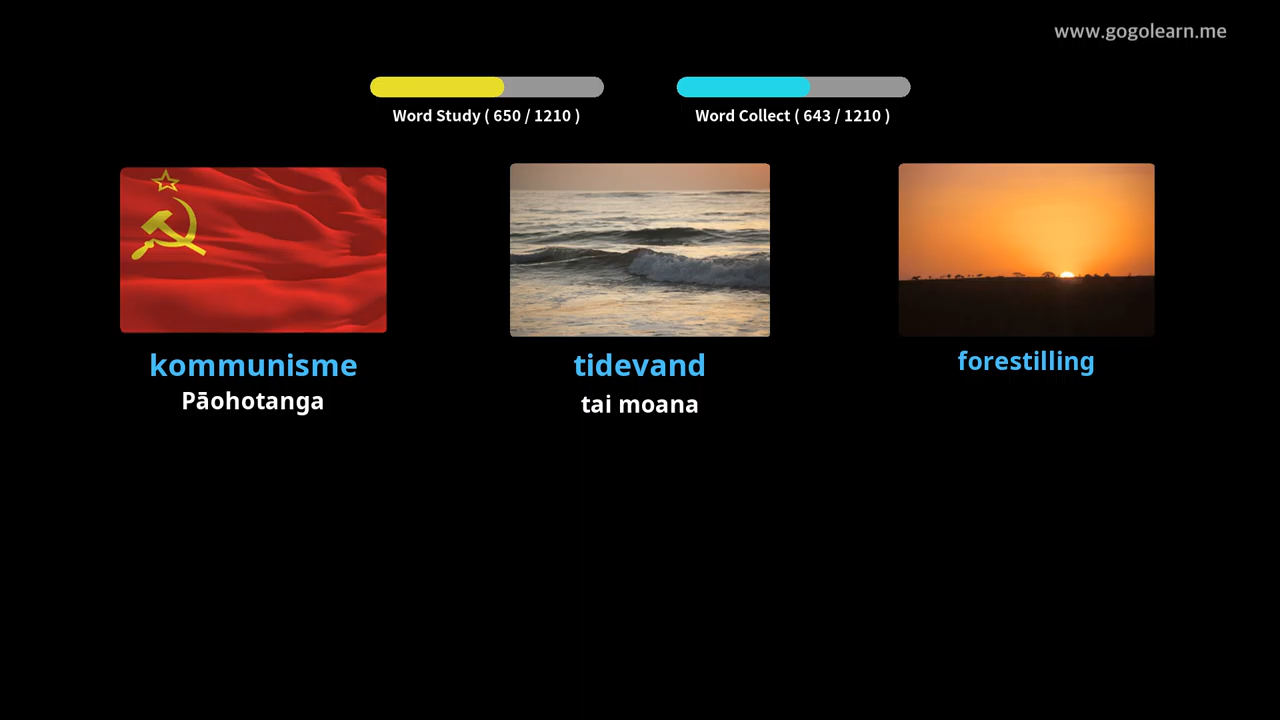 www.gogolearn.me
Word Study ( 650 / 1210 )
Word Collect ( 643 / 1210 )
kommunisme
Pāohotanga
tidevand
tai moana
forestilling